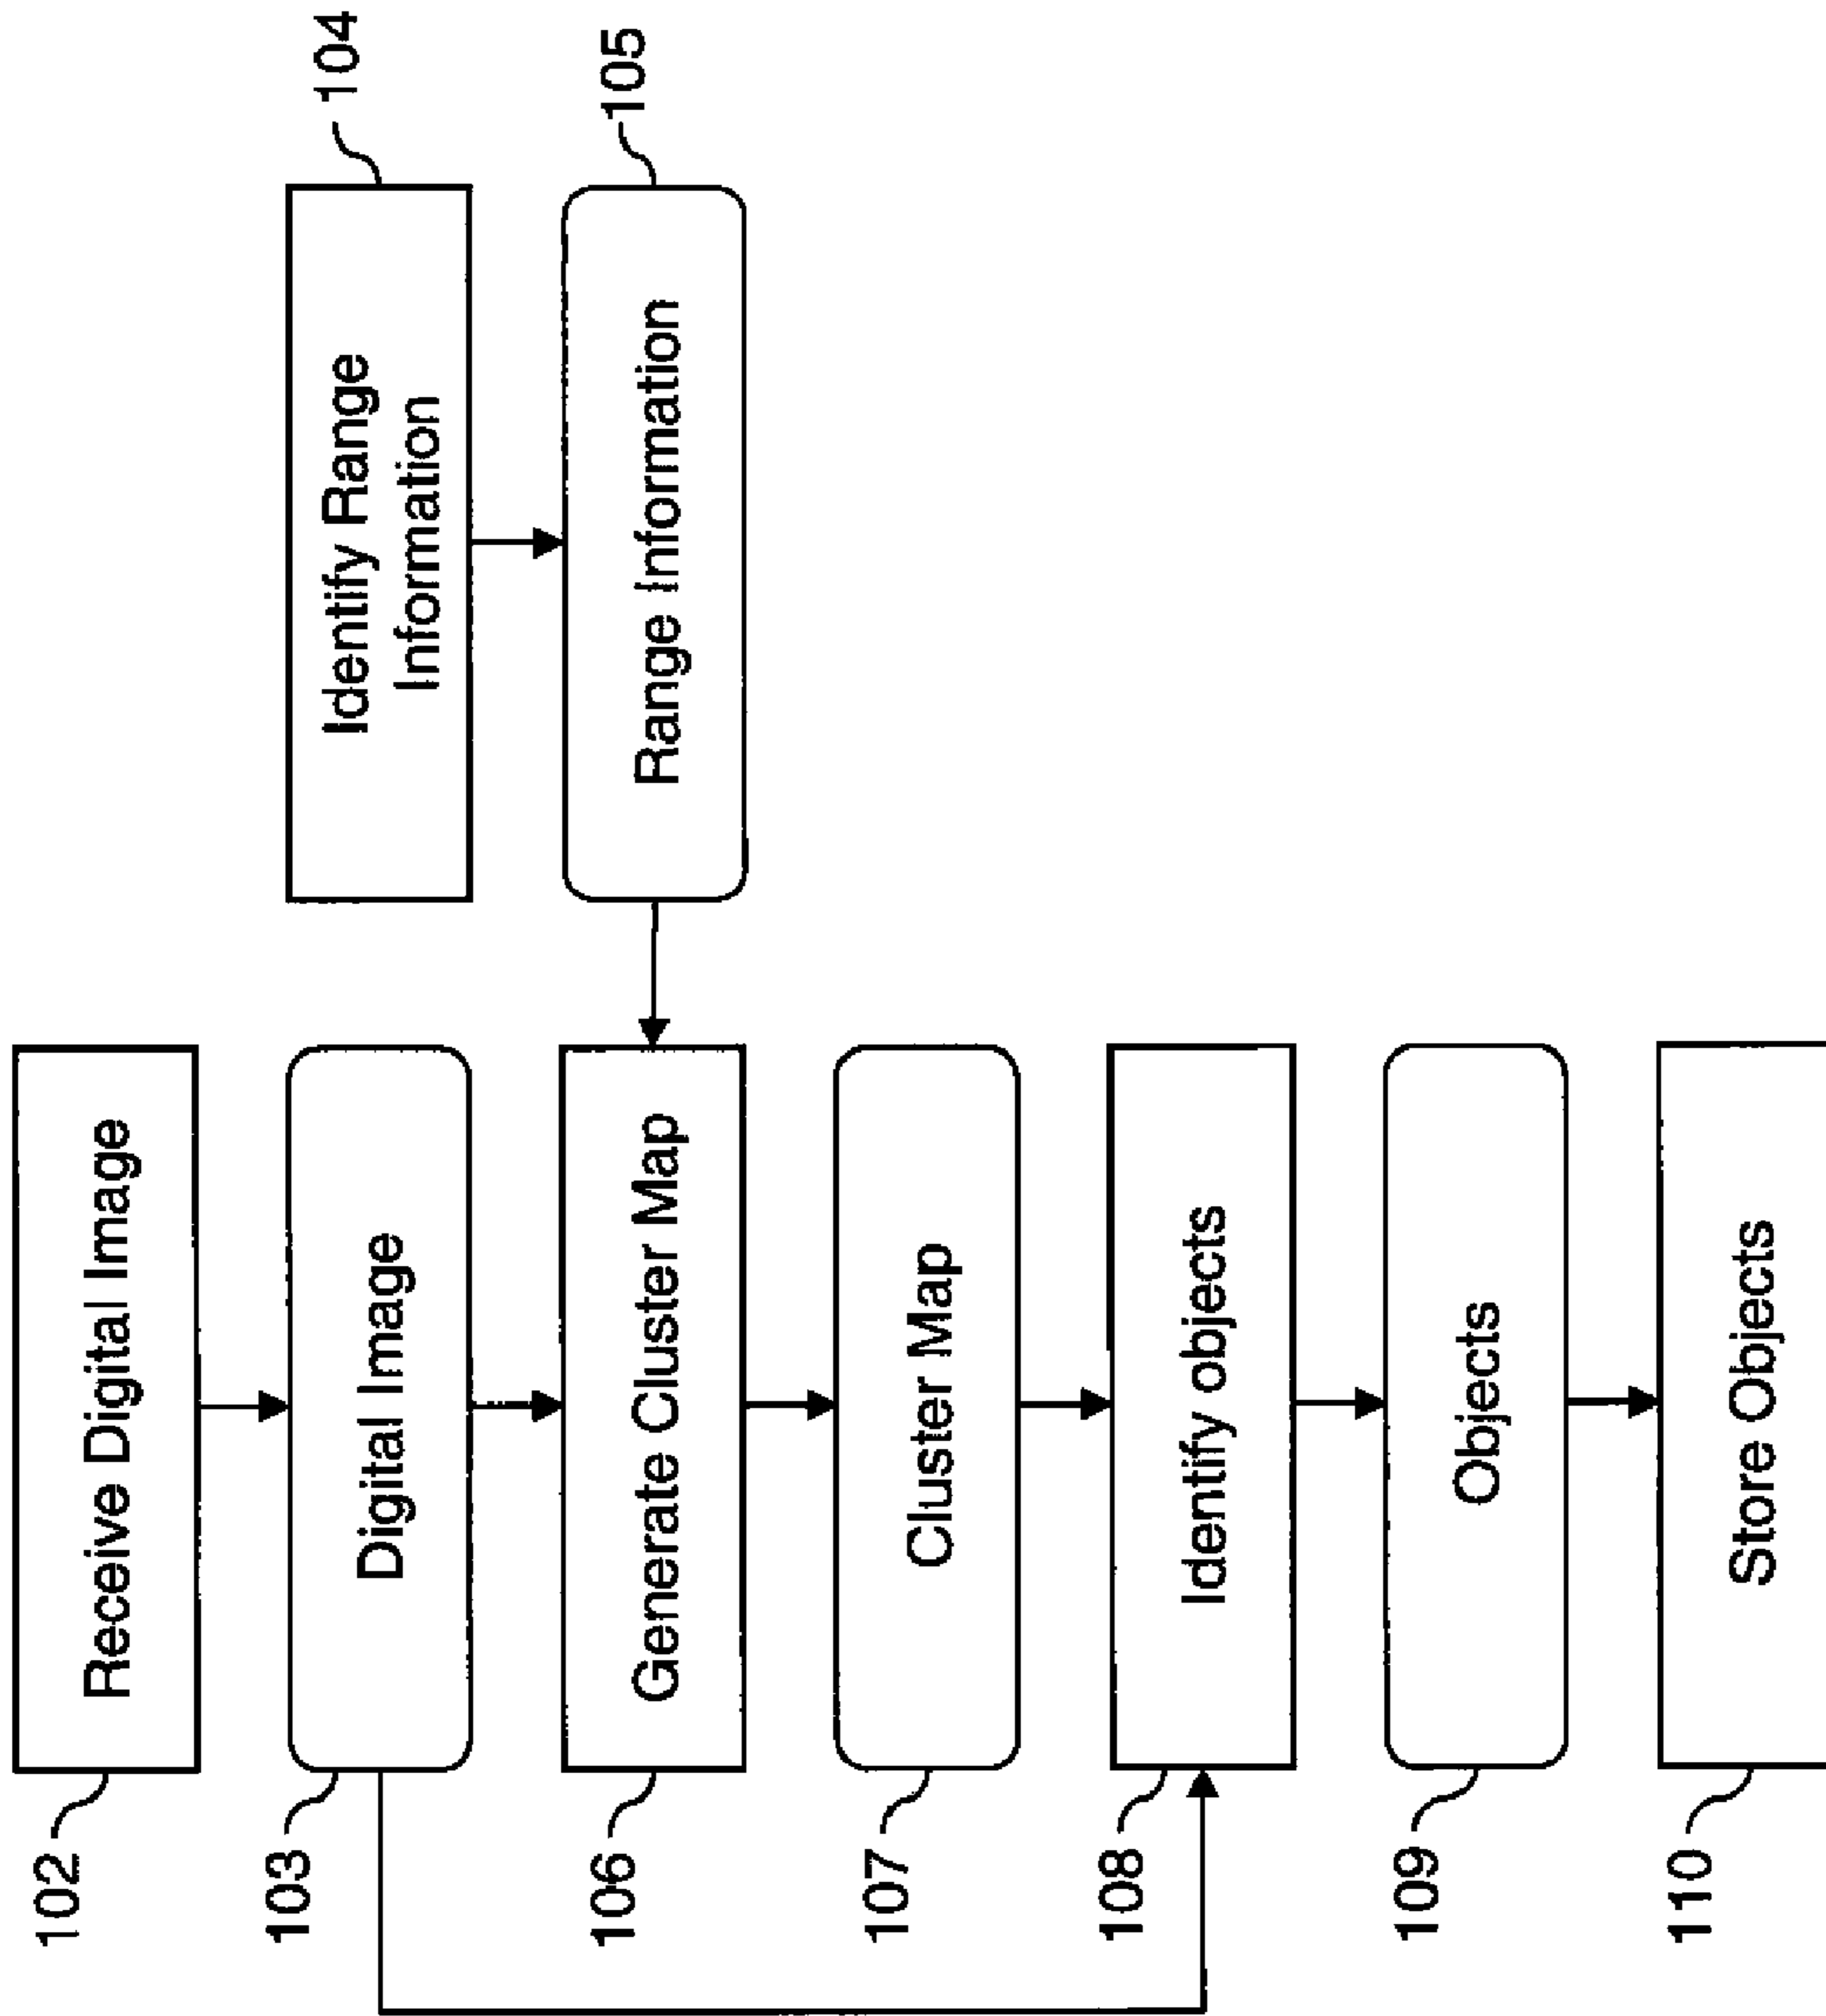 102
Receive Digital Image
103
Digital Image
104
Identify Range
Information
105
Range Information
106
Generate Cluster Map
107
Cluster Map
108
Identify objects
109
Objects
110
Store Objects